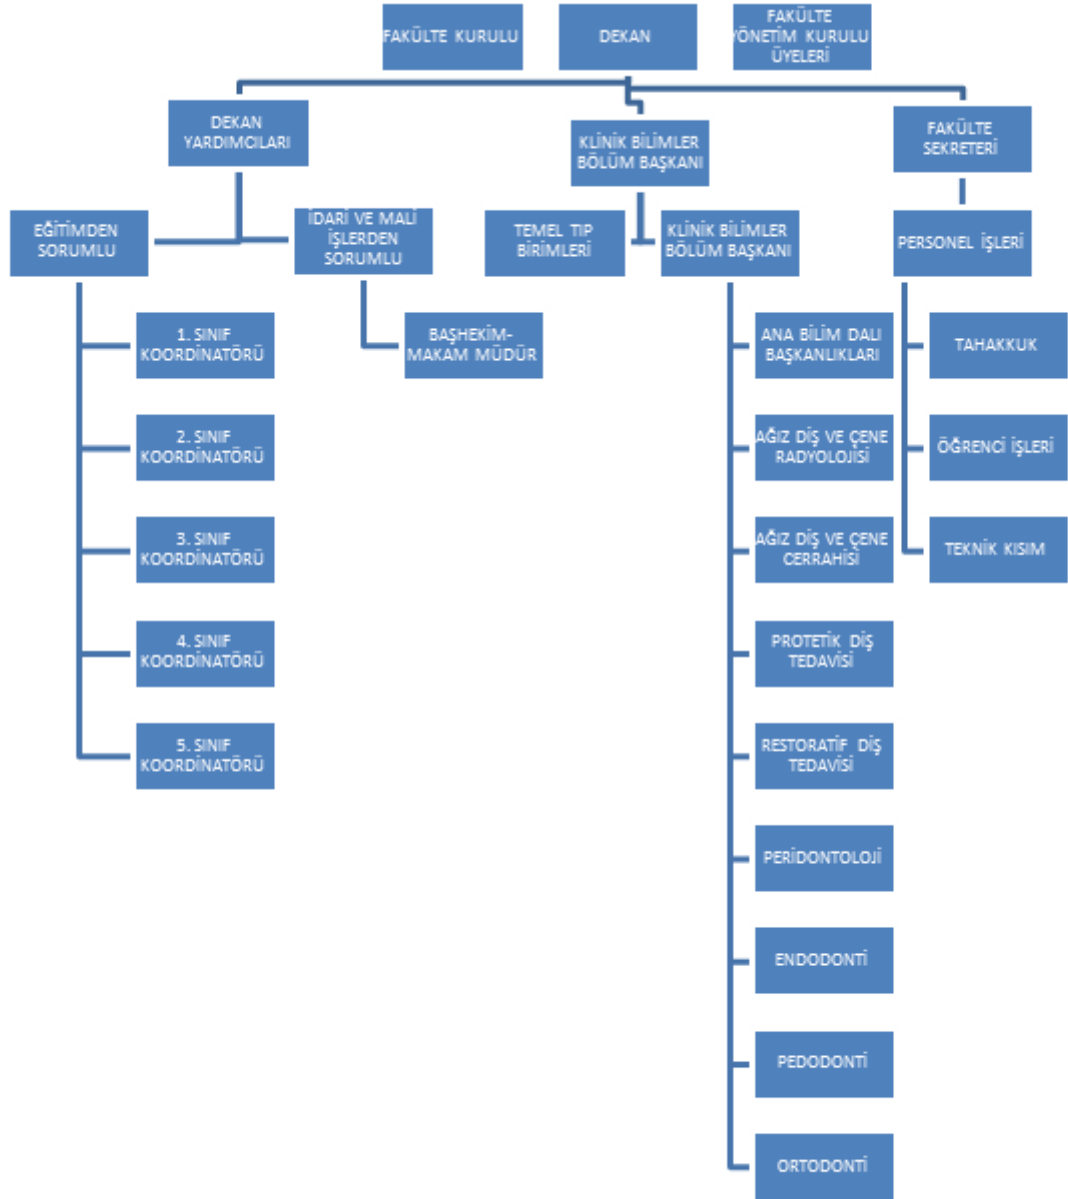 FAKÜLTE KURULU
DEKAN
FAKÜLTE
YÖNETİM KURULU
ÜYELERİ
DEKAN
YARDIMCILARI
KLİNİK BİLİMLER
BÖLÜM BAŞKANI
FAKÜLTE
SEKRETERİ
EĞİTİMDEN
SORUMLU
İDARİ VE MALİ
İŞLERDEN
SORUMLU
TEMEL TIP
BİRİMLERİ
KLİNİK BİLİMLER
BÖLÜM BAŞKANI
PERSONEL İŞLERİ
1. SINIF
KOORDİNATÖRÜ
BAŞHEKİM-
MAKAM MÜDÜR
ANA BİLİM DALI
BAŞKANLIKLARI
TAHAKKUK
2. SINIF
KOORDİNATÖRÜ
AĞIZ DİŞ VE ÇENE
RADYOLOJİSİ
ÖĞRENCİ İŞLERİ
3. SINIF
KOORDİNATÖRÜ
AĞIZ DİŞ VE ÇENE
CERRAHİSİ
TEKNİK KISIM
4. SINIF
KOORDİNATÖRÜ
PROTETİK DİŞ
TEDAVİSİ
5. SINIF
KOORDİNATÖRÜ
RESTORATİF DİŞ
TEDAVİSİ
PERİDONTOLOJİ
ENDODONTİ
PEDODONTİ
ORTODONTİ